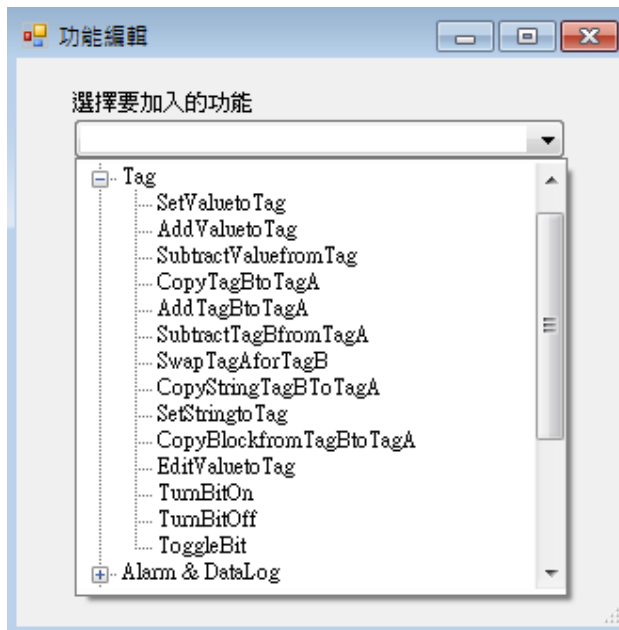 功能編輯
選擇要加入的功能
Tag
SetValuetoTag
AddValuetoTag
SubtractValuefromTag
CopyTagBtoTagA
AddTagBtoTagA
SubtractTagBfromTagA
SwapTagAforTagB
CopyStringTagBToTagA
SetStringtoTag
CopyBlockfromTagBtoTagA
EditValuetoTag
TurnBitOn
TurnBitOff
ToggleBit
Alarm & DataLog